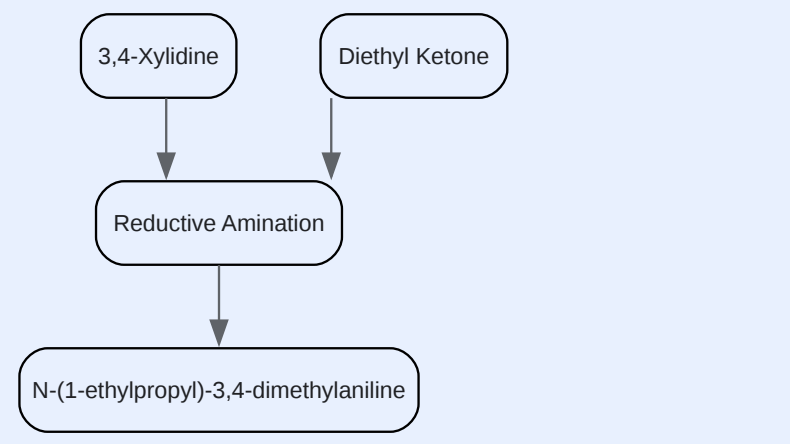 3,4-Xylidine
Diethyl Ketone
Reductive Amination
N-(1-ethylpropyl)-3,4-dimethylaniline